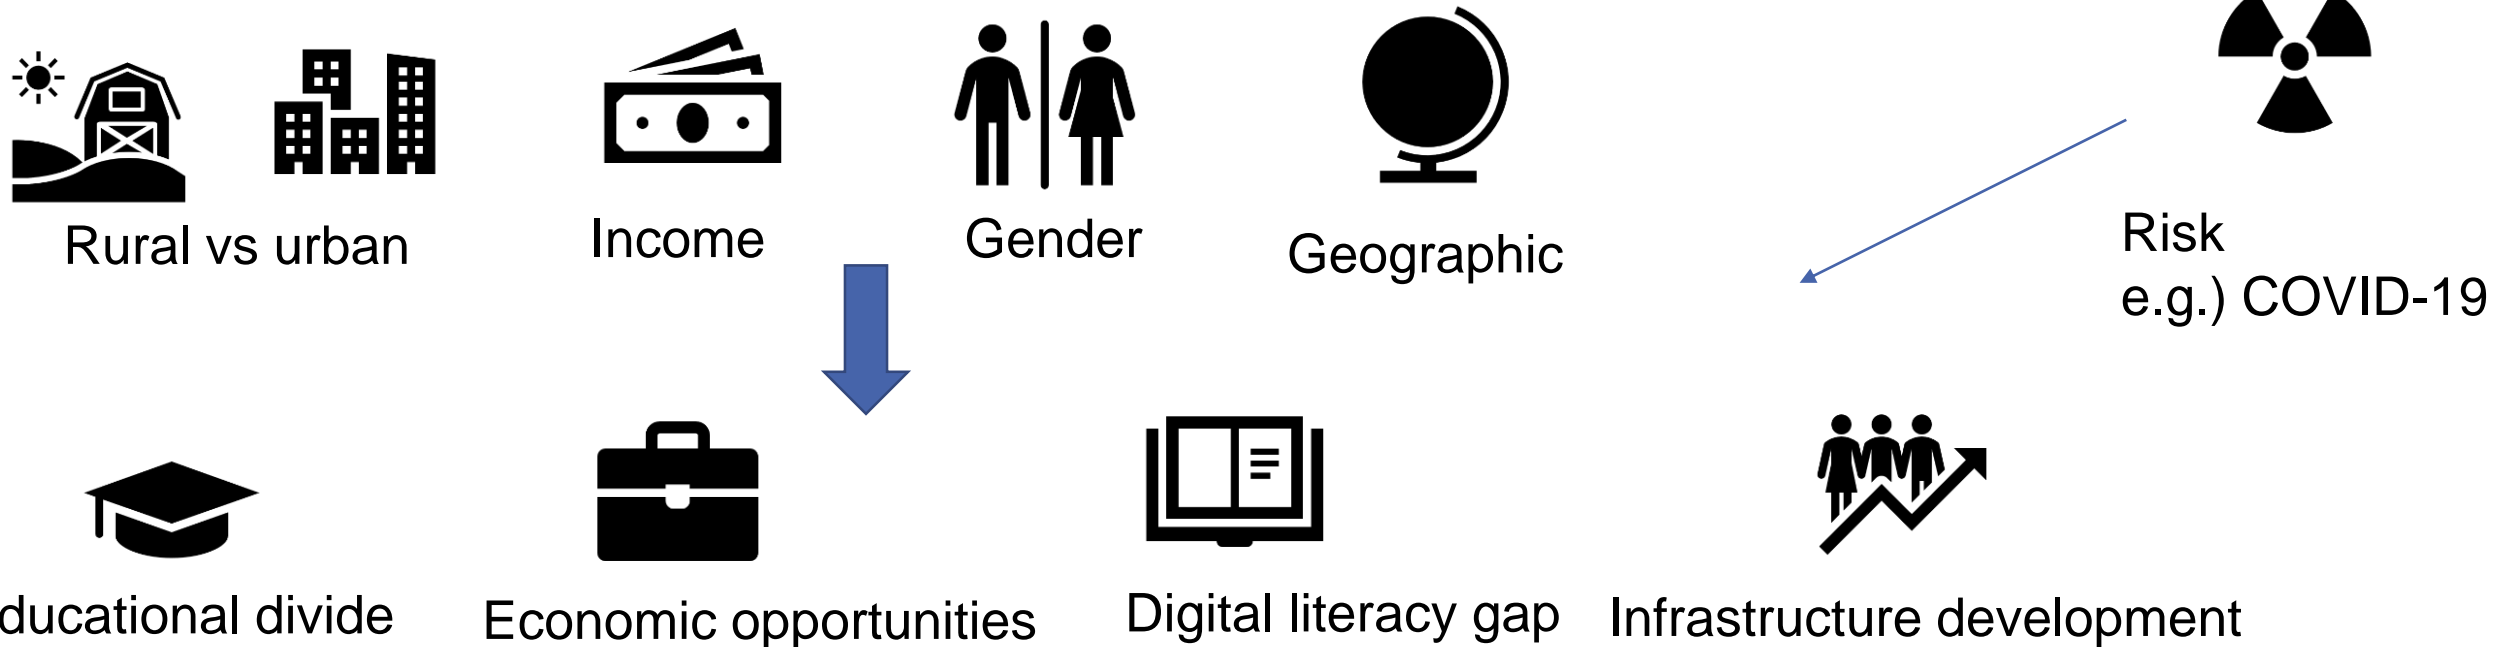 Rural vs urban
Income
Gender
Geographic
Risk
e.g.) COVID-19
ducational divide
Economic opportunities
Digital literacy gap
Infrastructure development